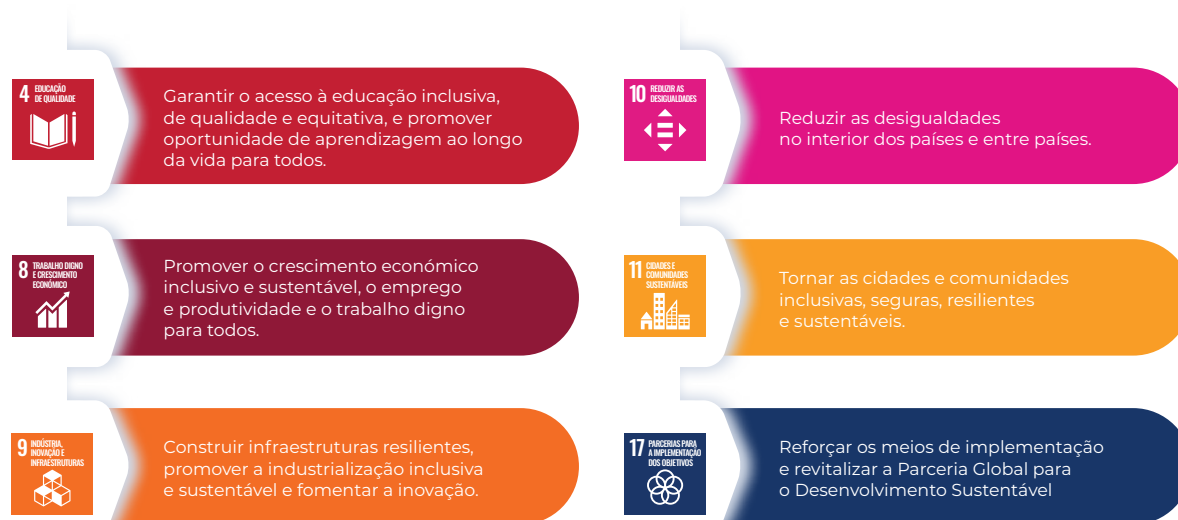 4 EDUCAÇÃO
DE QUALIDADE
Garantir o acesso à educação inclusiva,
de qualidade e equitativa, e promover
oportunidade de aprendizagem ao longo
da vida para todos.
8 TRABALHO DIGNO
E CRESCIMENTO
ECONÓMICO
Promover o crescimento económico
inclusivo e sustentável, o emprego
e produtividade e o trabalho digno
para todos.
9 INDÚSTRIA,
INOVAÇÃO E
INFRAESTRUTURAS
Construir infraestruturas resilientes,
promover a industrialização inclusiva
e sustentável e fomentar a inovação.
10 REDUZIR AS
DESIGUALDADES
Reduzir as desigualdades
no interior dos países e entre países.
11 CIDADES E
COMUNIDADES
SUSTENTÁVEIS
Tornar as cidades e comunidades
inclusivas, seguras, resilientes
e sustentáveis.
17 PARCERIAS PARA
A IMPLEMENTAÇÃO
DOS OBJETIVOS
Reforçar os meios de implementação
e revitalizar a Parceria Global para
o Desenvolvimento Sustentável